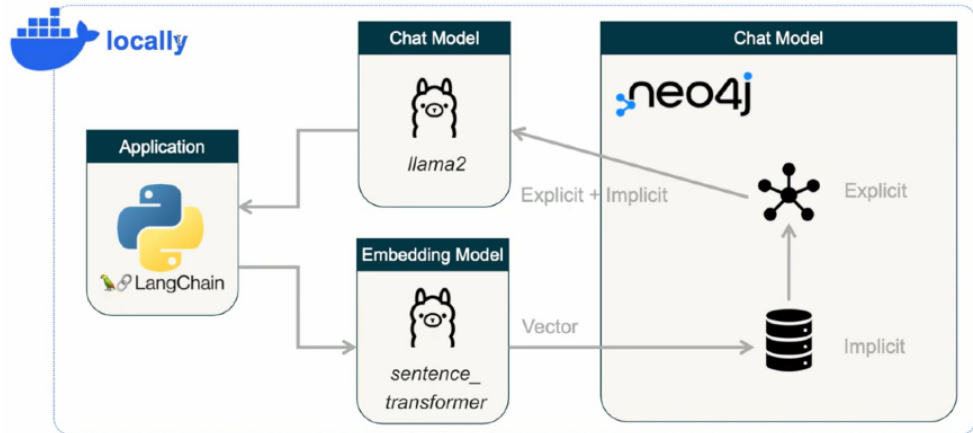 locally
Chat Model
llama2
Chat Model
neo4j
Application
LangChain
Explicit + Implicit
Explicit
Embedding Model
sentence_
transformer
Vector
Implicit